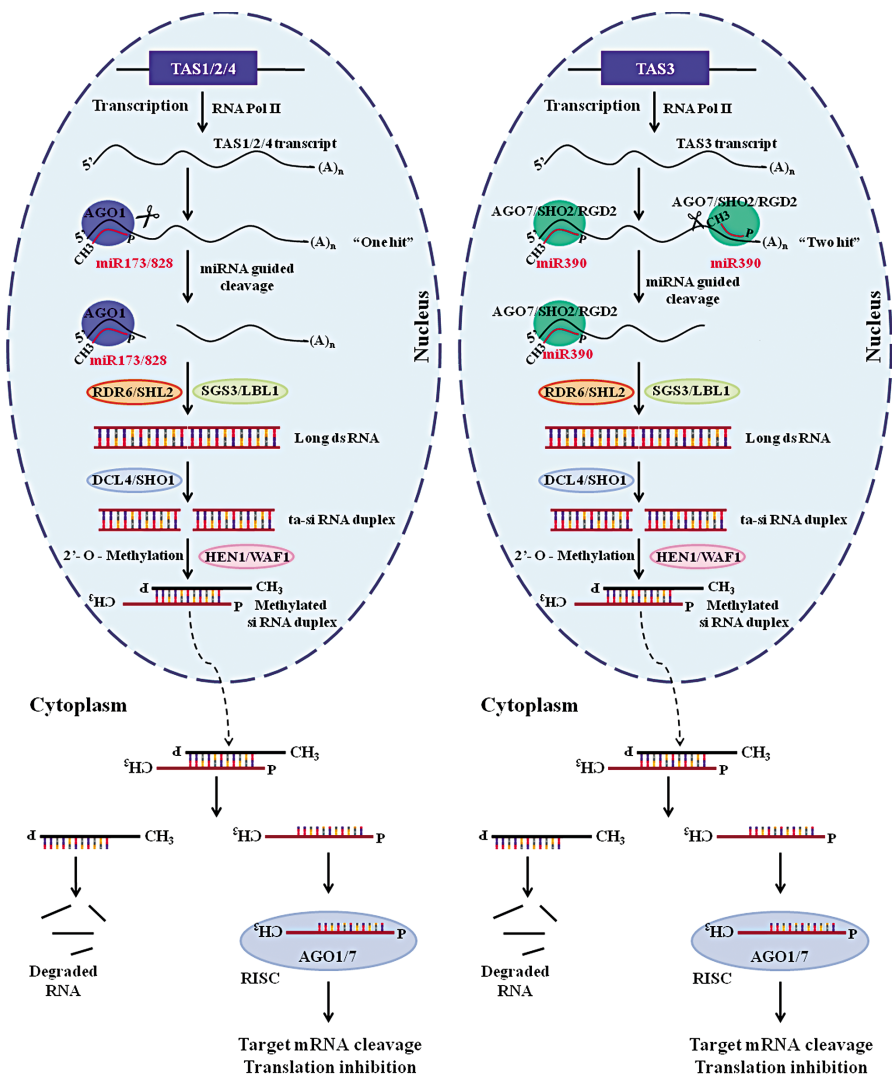 TAS1/2/4
Transcription
RNA Pol II
TAS1/2/4 transcript
5'
(A)n
AGO1
5'
CH3
P
(A)n
"One hit"
miR173/828
miRNA guided
cleavage
AGO1
5'
CH3
P
(A)n
miR173/828
Nucleus
RDR6/SHL2
SGS3/LBL1
Long ds RNA
DCL4/SHO1
ta-si RNA duplex
2'- O - Methylation
HEN1/WAF1
P
CH3
CH3
P
Methylated
si RNA duplex
Cytoplasm
P
CH3
CH3
P
P
CH3
CH3
P
CH3
P
AGO1/7
Degraded
RNA
RISC
Target mRNA cleavage
Translation inhibition
TAS3
Transcription
RNA Pol II
TAS3 transcript
5'
(A)n
AGO7/SHO2/RGD2
AGO7/SHO2/RGD2
5'
CH3
P
CH3
P
(A)n
"Two hit"
miR390
miR390
miRNA guided
cleavage
AGO7/SHO2/RGD2
5'
CH3
P
miR390
Nucleus
RDR6/SHL2
SGS3/LBL1
Long ds RNA
DCL4/SHO1
ta-si RNA duplex
2'- O - Methylation
HEN1/WAF1
P
CH3
CH3
P
Methylated
si RNA duplex
Cytoplasm
P
CH3
CH3
P
P
CH3
CH3
P
CH3
P
AGO1/7
Degraded
RNA
RISC
Target mRNA cleavage
Translation inhibition